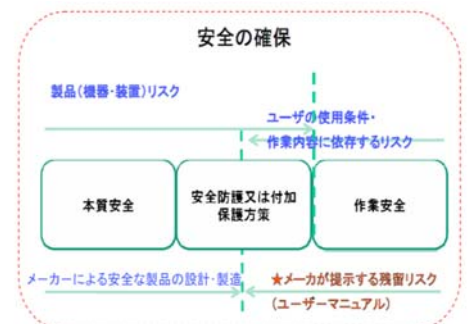 安全の確保
製品(機器・装置)リスク
ユーザの使用条件・
作業内容に依存するリスク
本質安全
安全防護又は付加
保護方策
作業安全
メーカーによる安全な製品の設計・製造
★メーカが提示する残留リスク
(ユーザーマニュアル)